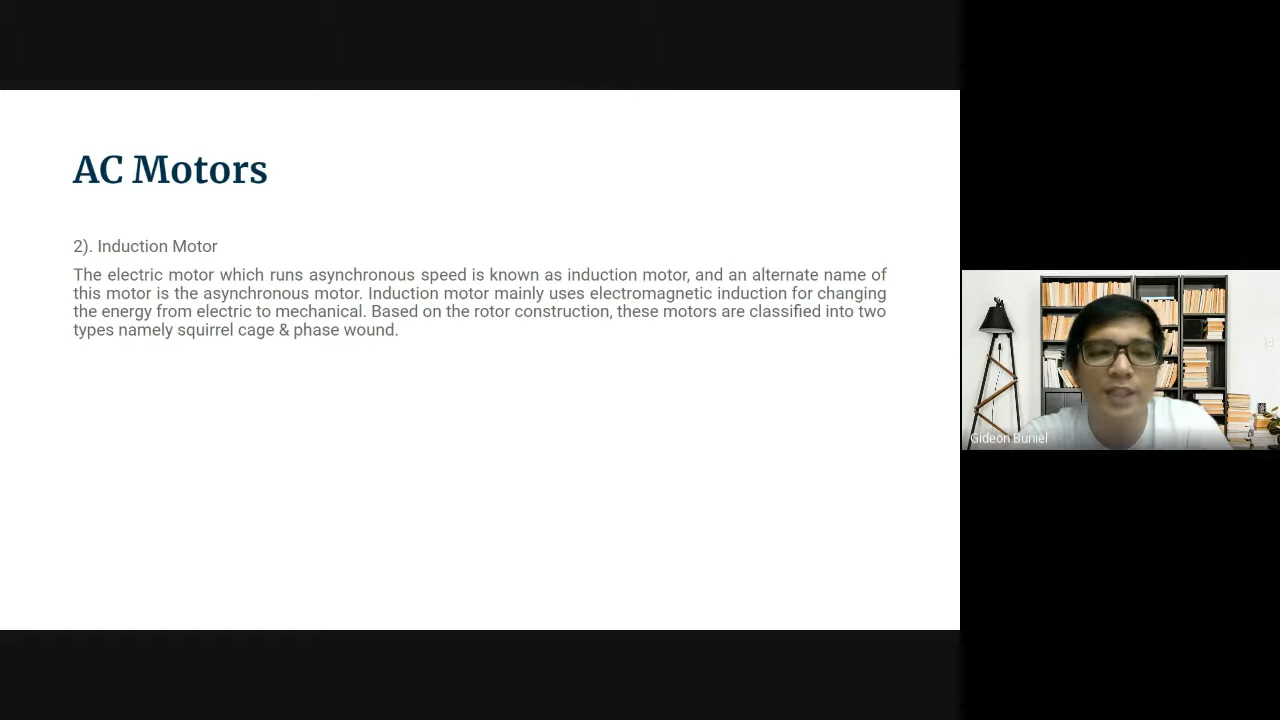 AC Motors
2). Induction Motor
The electric motor which runs asynchronous speed is known as induction motor, and an alternate name of
this motor is the asynchronous motor. Induction motor mainly uses electromagnetic induction for changing
the energy from electric to mechanical. Based on the rotor construction, these motors are classified into two
types namely squirrel cage & phase wound.
Gideon Buniel